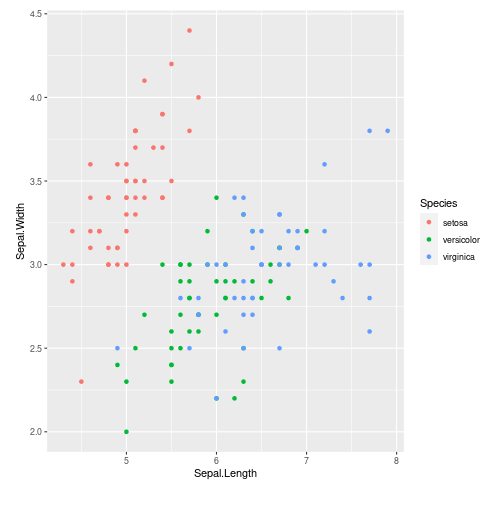 4.5
4.0
3.5
3.0
2.5
2.0
Sepal.Width
5 6 7 8
Sepal.Length
Species
setosa
versicolor
virginica